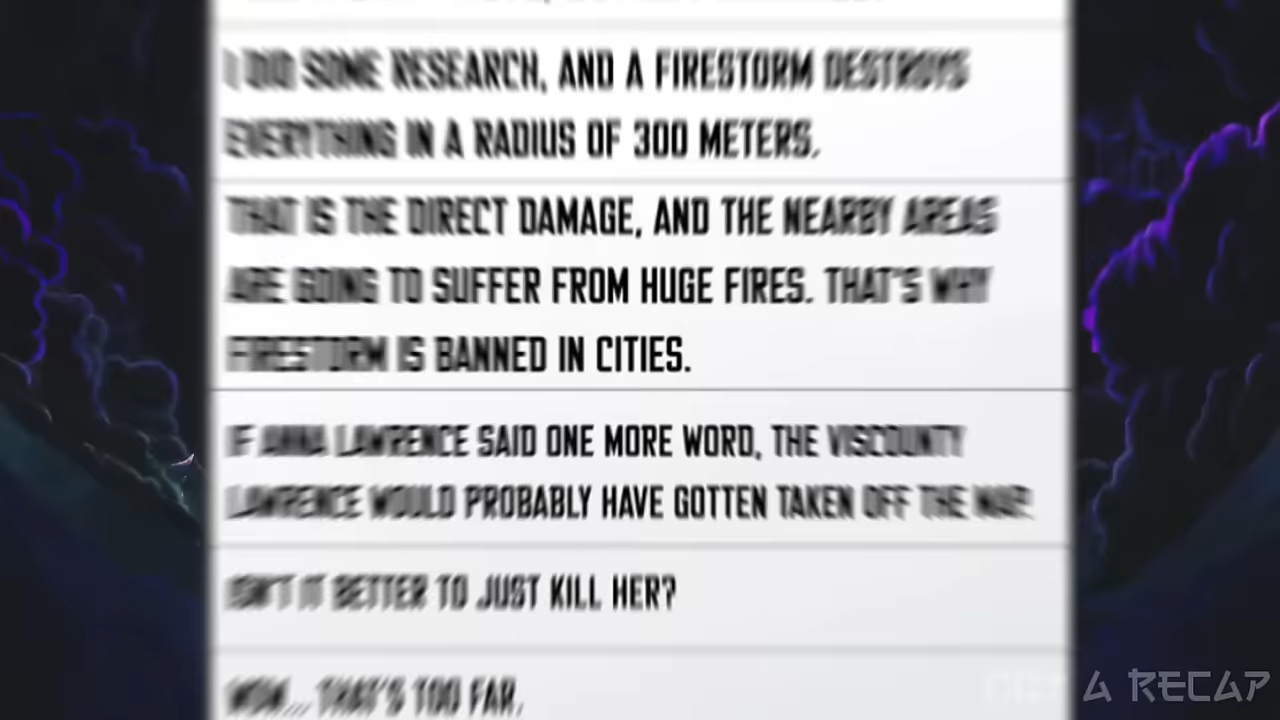 I DID SOME RESEARCH, AND A FIRESTORM DESTROYS
EVERYTHING IN A RADIUS OF 300 METERS.
THAT IS THE DIRECT DAMAGE, AND THE NEARBY AREAS
ARE GOING TO SUFFER FROM HUGE FIRES. THAT'S WHY
FIRESTORM IS BANNED IN CITIES.
IF ANNA LAWRENCE SAID ONE MORE WORD, THE VISCOUNTY
LAWRENCE WOULD PROBABLY HAVE GOTTEN TAKEN OFF THE MAP.
ISN'T IT BETTER TO JUST KILL HER?
WOW... THAT'S TOO FAR.
A RECAP